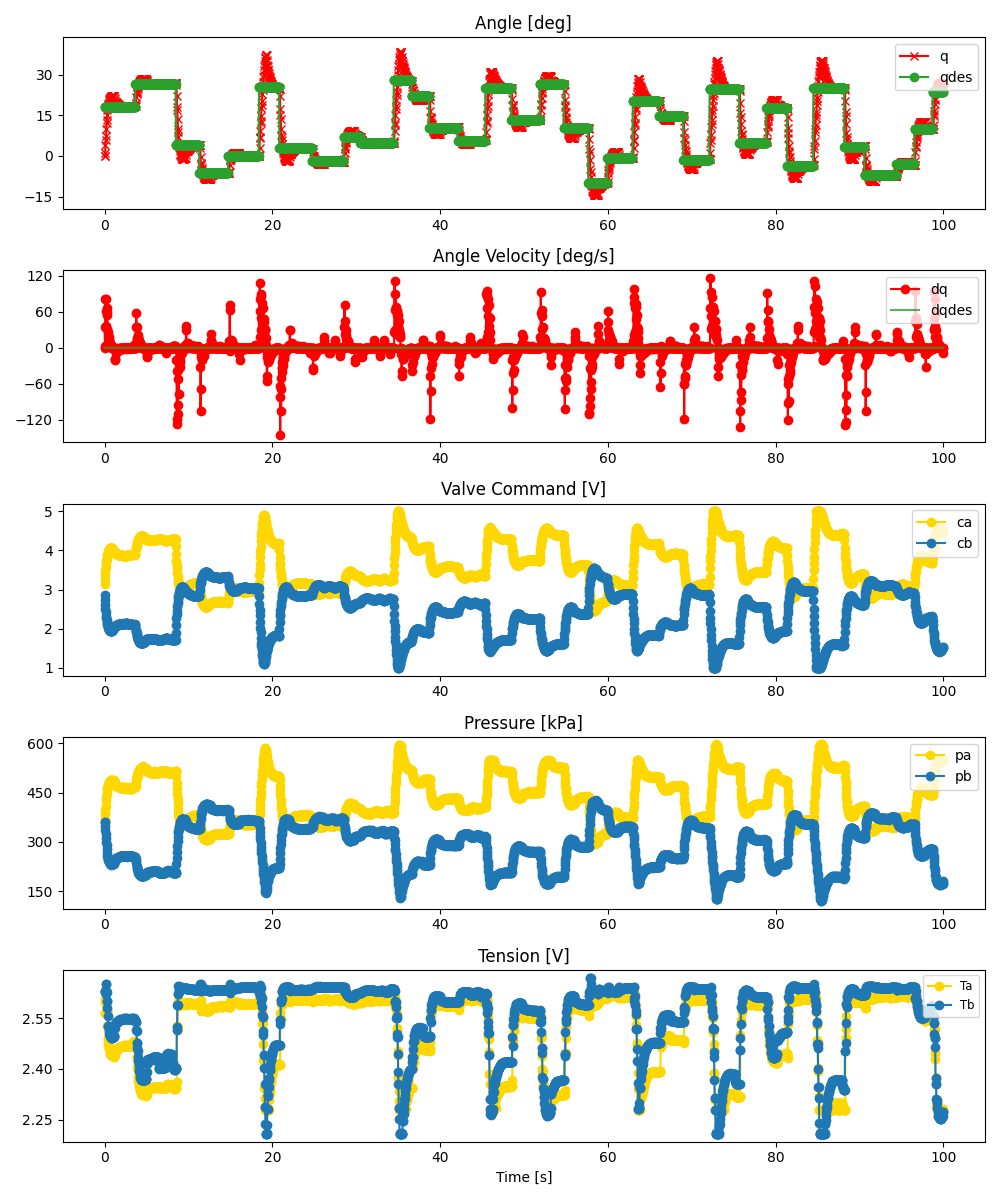 Angle [deg]
30
15
0
−15
q
qdes
0 20 40 60 80 100
Angle Velocity [deg/s]
120
60
0
−60
−120
dq
dqdes
0 20 40 60 80 100
Valve Command [V]
5
4
3
2
1
ca
cb
0 20 40 60 80 100
Pressure [kPa]
600
450
300
150
pa
pb
0 20 40 60 80 100
Tension [V]
2.55
2.40
2.25
Ta
Tb
0 20 40 60 80 100
Time [s]